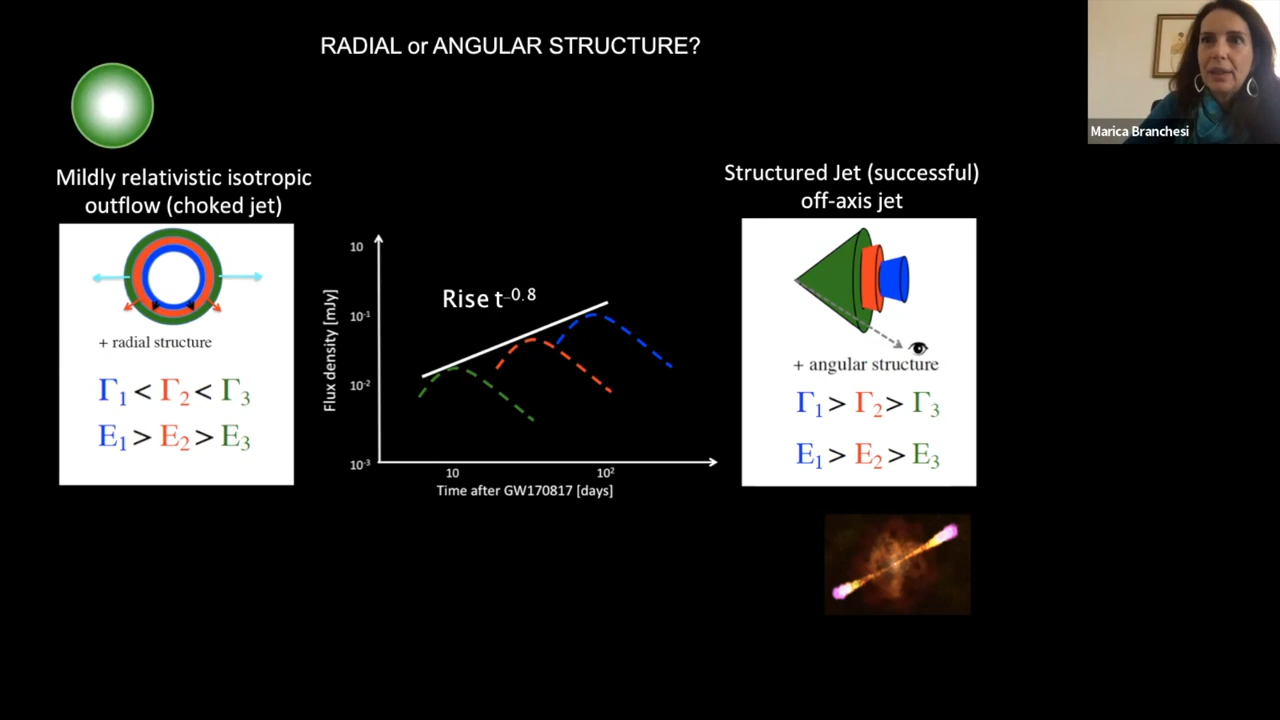 RADIAL or ANGULAR STRUCTURE?
Marica Branchesi
Mildly relativistic isotropic
outflow (choked jet)
+ radial structure
Γ₁ < Γ₂ < Γ₃
E₁ > E₂ > E₃
Flux density [mJy]
10
10⁻¹
10⁻²
10⁻³
Rise t⁻⁰·⁸
10
10²
Time after GW170817 [days]
Structured Jet (successful)
off-axis jet
+ angular structure
Γ₁ > Γ₂ > Γ₃
E₁ > E₂ > E₃